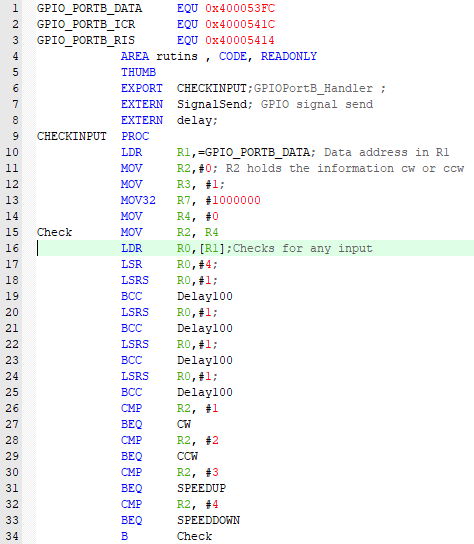 1 GPIO_PORTB_DATA EQU 0x400053FC
2 GPIO_PORTB_ICR EQU 0x4000541C
3 GPIO_PORTB_RIS EQU 0x40005414
4 AREA rutins , CODE, READONLY
5 THUMB
6 EXPORT CHECKINPUT;GPIOPortB_Handler ;
7 EXTERN SignalSend; GPIO signal send
8 EXTERN delay;
9 CHECKINPUT PROC
10 LDR R1,=GPIO_PORTB_DATA; Data address in R1
11 MOV R2,#0; R2 holds the information cw or ccw
12 MOV R3, #1;
13 MOV32 R7, #1000000
14 MOV R4, #0
15 Check MOV R2, R4
16 LDR R0,[R1];Checks for any input
17 LSR R0,#4;
18 LSRS R0,#1;
19 BCC Delay100
20 LSRS R0,#1;
21 BCC Delay100
22 LSRS R0,#1;
23 BCC Delay100
24 LSRS R0,#1;
25 BCC Delay100
26 CMP R2, #1
27 BEQ CW
28 CMP R2, #2
29 BEQ CCW
30 CMP R2, #3
31 BEQ SPEEDUP
32 CMP R2, #4
33 BEQ SPEEDDOWN
34 B Check